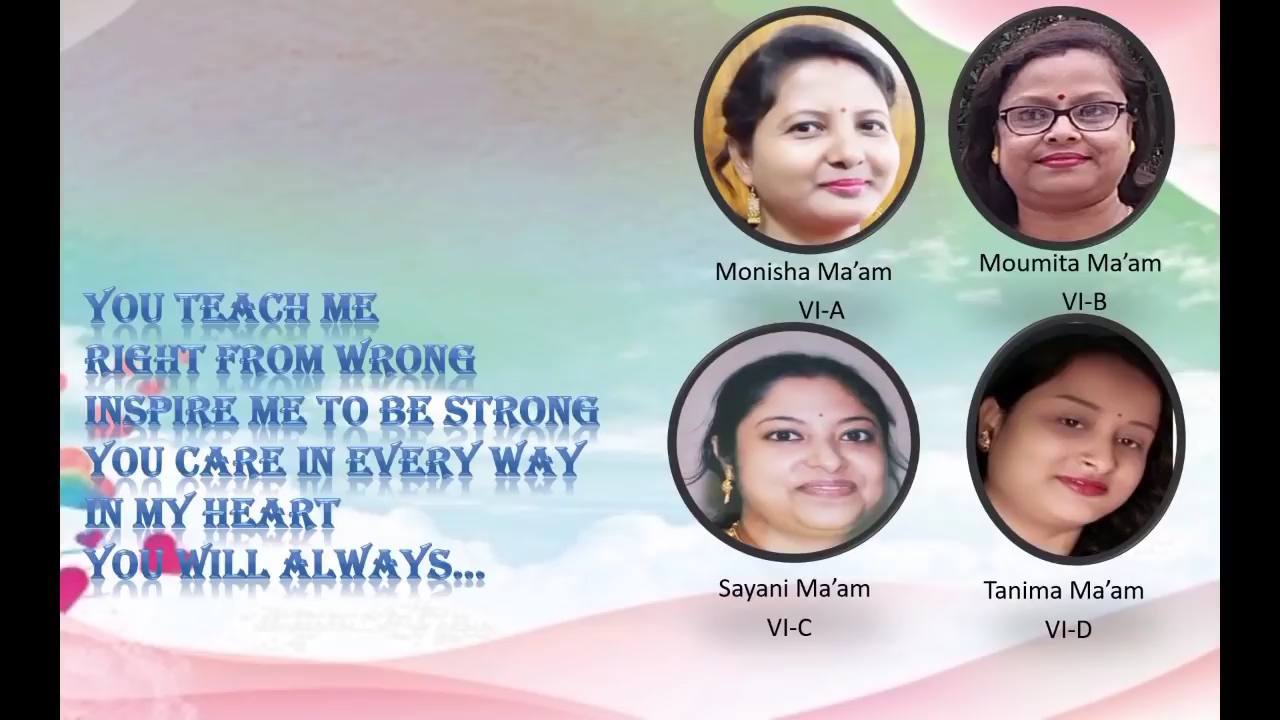 YOU TEACH ME
RIGHT FROM WRONG
INSPIRE ME TO BE STRONG
YOU CARE IN EVERY WAY
IN MY HEART
YOU WILL ALWAYS...
Monisha Ma’am
VI-A
Moumita Ma’am
VI-B
Sayani Ma’am
VI-C
Tanima Ma’am
VI-D